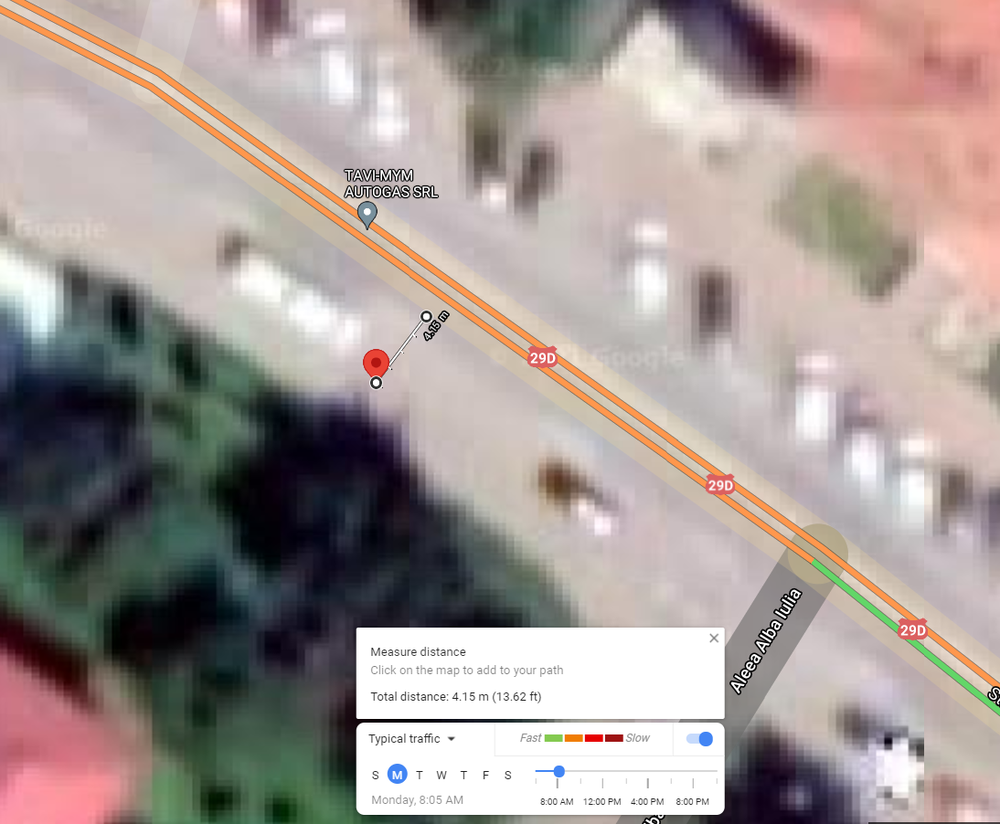 TAVI-MYM
AUTOGAS SRL
Google
4.15 m
29D
Google
29D
Aleea Alba Iulia
29D
Measure distance
Click on the map to add to your path
Total distance: 4.15 m (13.62 ft)
Typical traffic
Fast
Slow
S M T W T F S
Monday, 8:05 AM
8:00 AM 12:00 PM 4:00 PM 8:00 PM